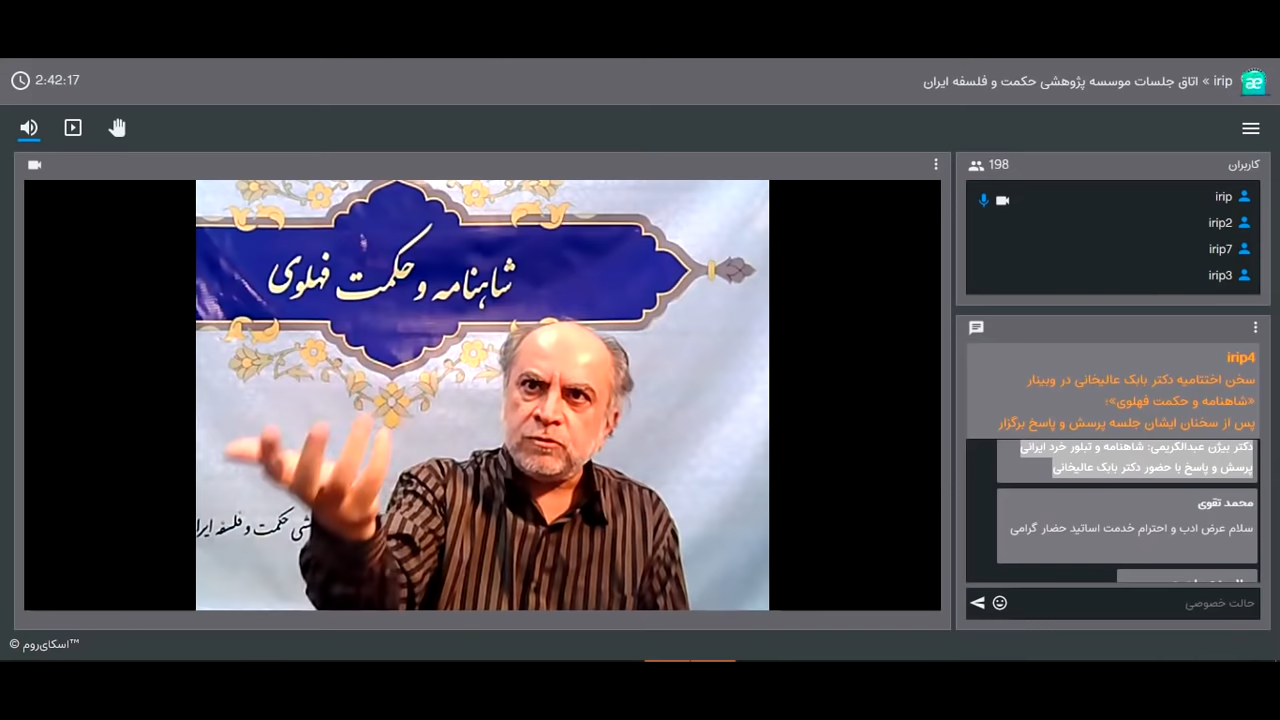 2:42:17
irip » اتاق جلسات موسسه پژوهشی حکمت و فلسفه ایران
شاهنامه و حکمت فهلوی
حکمت و فلسفه ایرا
198
کاربران
irip
irip2
irip7
irip3
irip4
سخن اختتامیه دکتر بابک عالیخانی در وبینار
«شاهنامه و حکمت فهلوی»؛
پس از سخنان ایشان جلسه پرسش و پاسخ برگزار
دکتر بیژن عبدالکریمی: شاهنامه و تبلور خرد ایرانی
پرسش و پاسخ با حضور دکتر بابک عالیخانی
محمد تقوی
سلام عرض ادب و احترام خدمت اساتید حضار گرامی
حالت خصوصی
© اسکای‌روم™